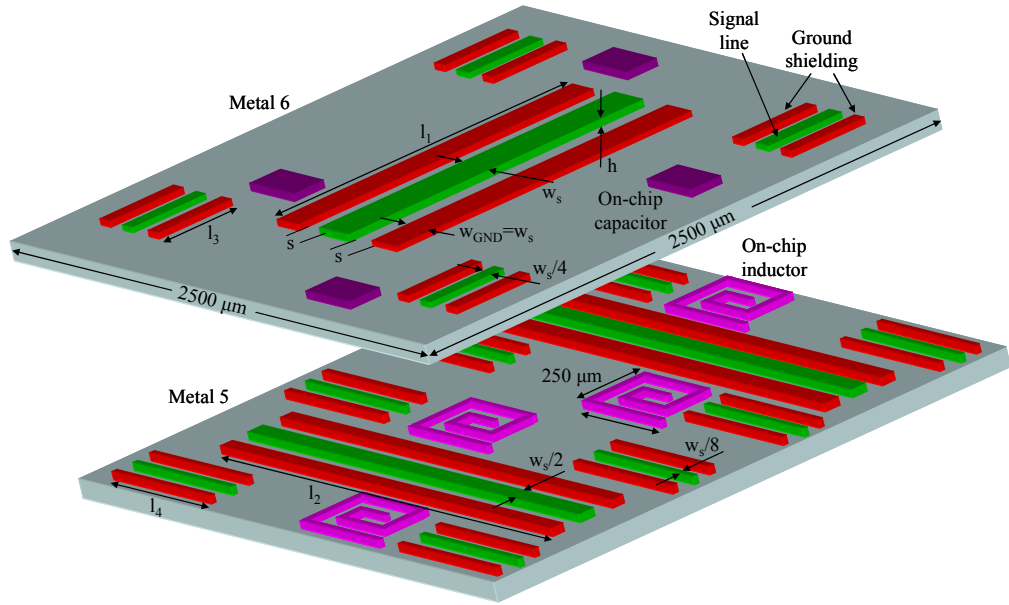 Signal
line
Ground
shielding
Metal 6
l₁
h
wₛ
On-chip
capacitor
l₃
s
s
w_GND=wₛ
wₛ/4
2500 μm
2500 μm
On-chip
inductor
Metal 5
250 μm
wₛ/2
wₛ/8
l₂
l₄